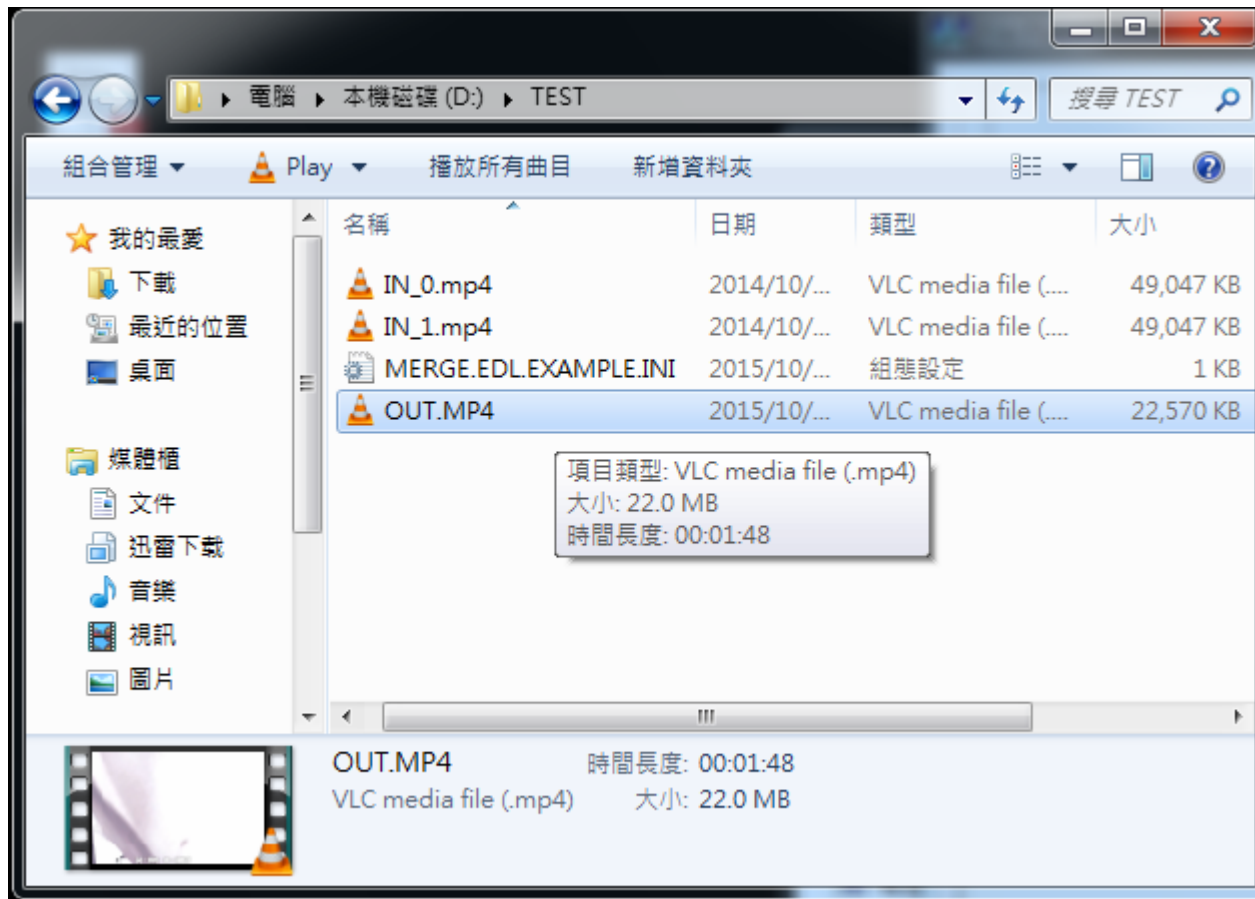 電腦 ▸ 本機磁碟 (D:) ▸ TEST
搜尋 TEST
組合管理 Play 播放所有曲目 新增資料夾
我的最愛
下載
最近的位置
桌面
媒體櫃
文件
迅雷下載
音樂
視訊
圖片
名稱 日期 類型 大小
IN_0.mp4 2014/10/... VLC media file (.... 49,047 KB
IN_1.mp4 2014/10/... VLC media file (.... 49,047 KB
MERGE.EDL.EXAMPLE.INI 2015/10/... 組態設定 1 KB
OUT.MP4 2015/10/... VLC media file (.... 22,570 KB
項目類型: VLC media file (.mp4)
大小: 22.0 MB
時間長度: 00:01:48
OUT.MP4 時間長度: 00:01:48
VLC media file (.mp4) 大小: 22.0 MB